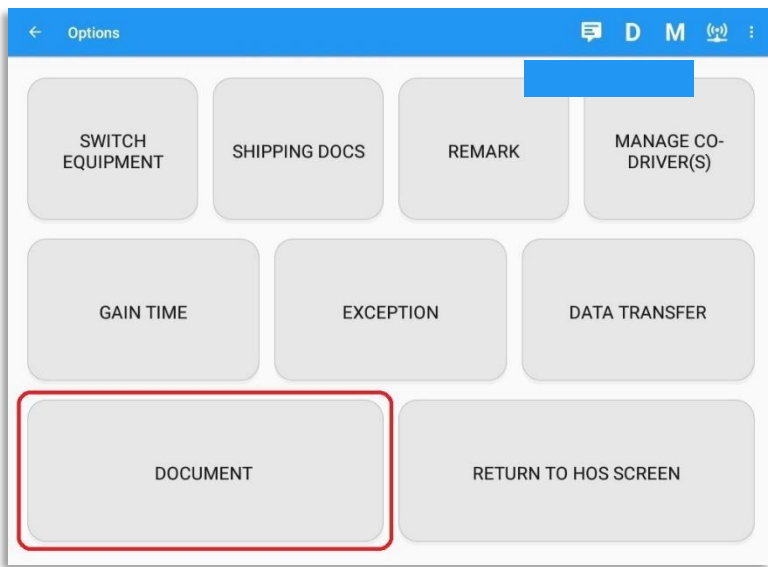 Options
D M
SWITCH
EQUIPMENT
SHIPPING DOCS
REMARK
MANAGE CO-
DRIVER(S)
GAIN TIME
EXCEPTION
DATA TRANSFER
DOCUMENT
RETURN TO HOS SCREEN